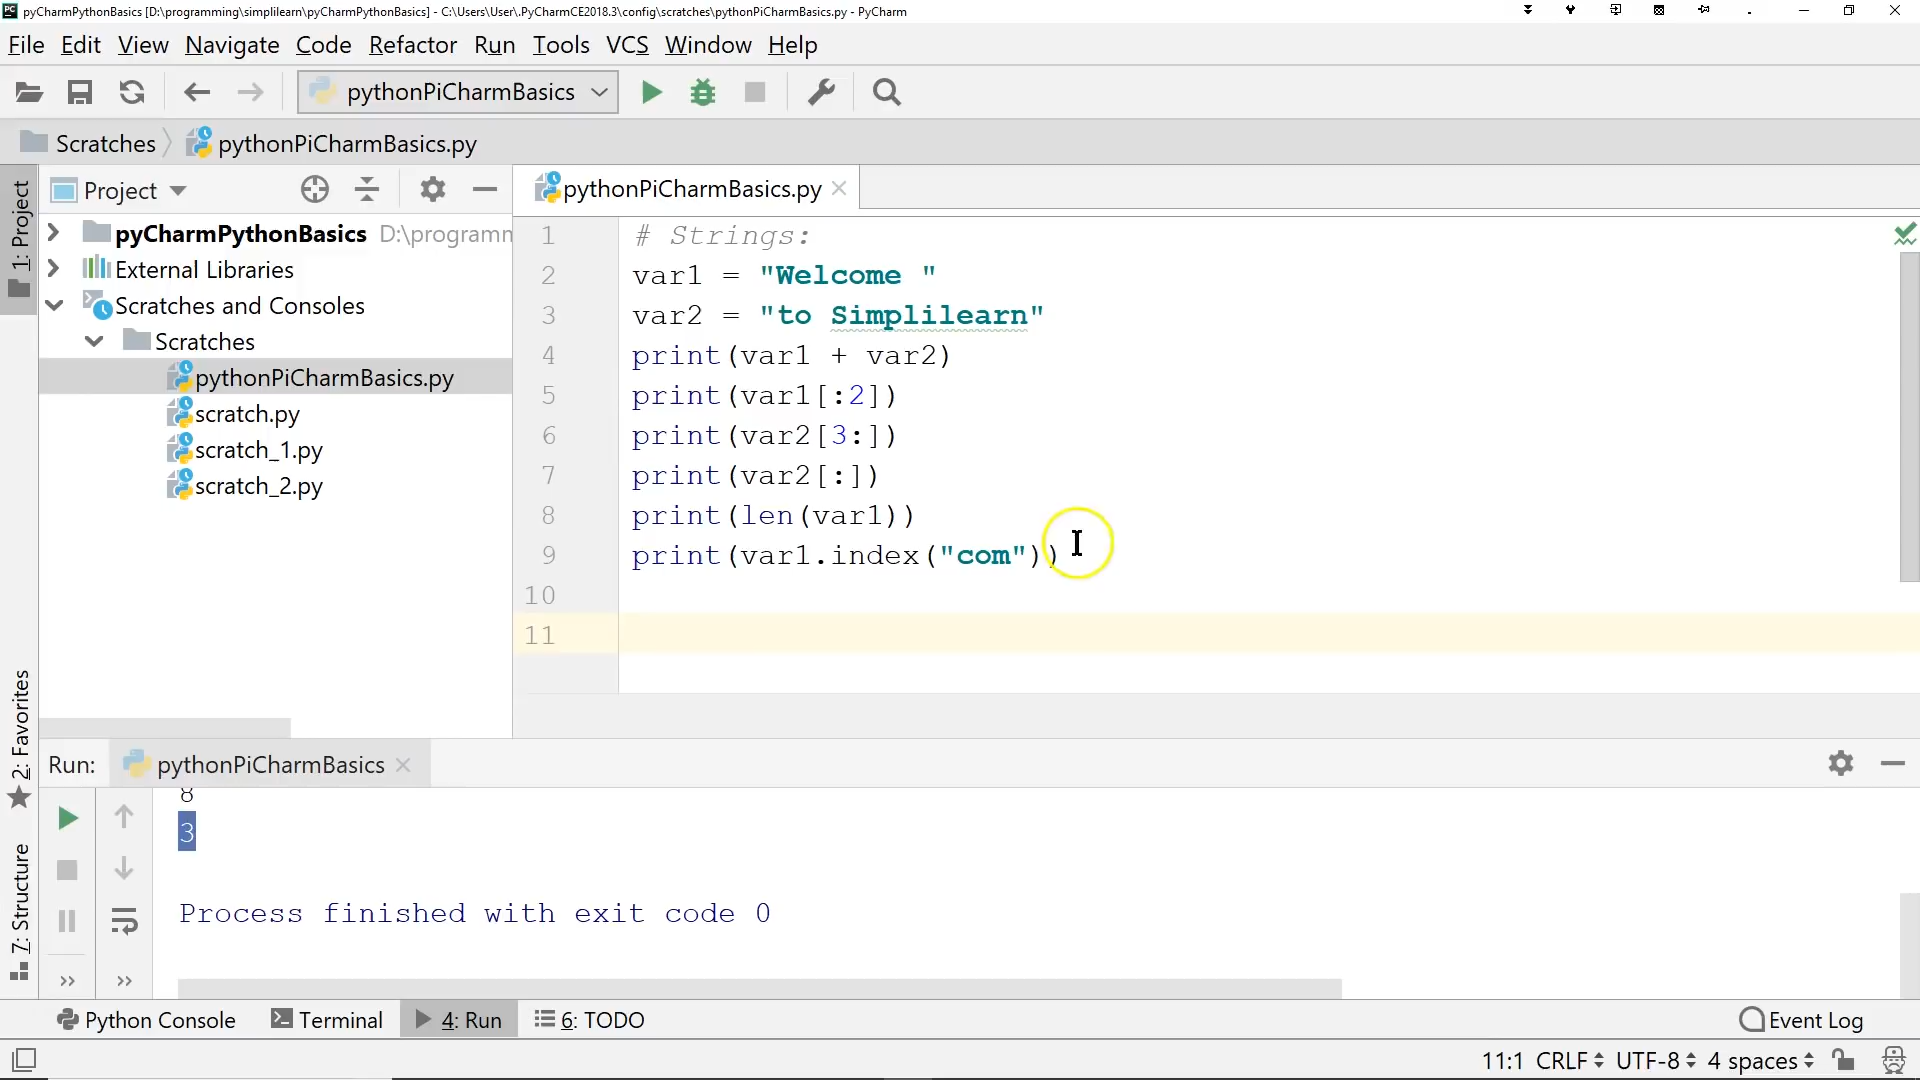 pyCharmPythonBasics [D:\programming\simplilearn\pyCharmPythonBasics] - C:\Users\User\.PyCharmCE2018.3\config\scratches\pythonPiCharmBasics.py - PyCharm
File Edit View Navigate Code Refactor Run Tools VCS Window Help
pythonPiCharmBasics
Scratches pythonPiCharmBasics.py
1: Project
Project
pyCharmPythonBasics D:\programm
External Libraries
Scratches and Consoles
Scratches
pythonPiCharmBasics.py
scratch.py
scratch_1.py
scratch_2.py
pythonPiCharmBasics.py
1 # Strings:
2 var1 = "Welcome "
3 var2 = "to Simplilearn"
4 print(var1 + var2)
5 print(var1[:2])
6 print(var2[3:])
7 print(var2[:])
8 print(len(var1))
9 print(var1.index("com"))
10
11
2: Favorites
7: Structure
Run: pythonPiCharmBasics
8
3
Process finished with exit code 0
Python Console Terminal 4: Run 6: TODO Event Log
11:1 CRLF UTF-8 4 spaces